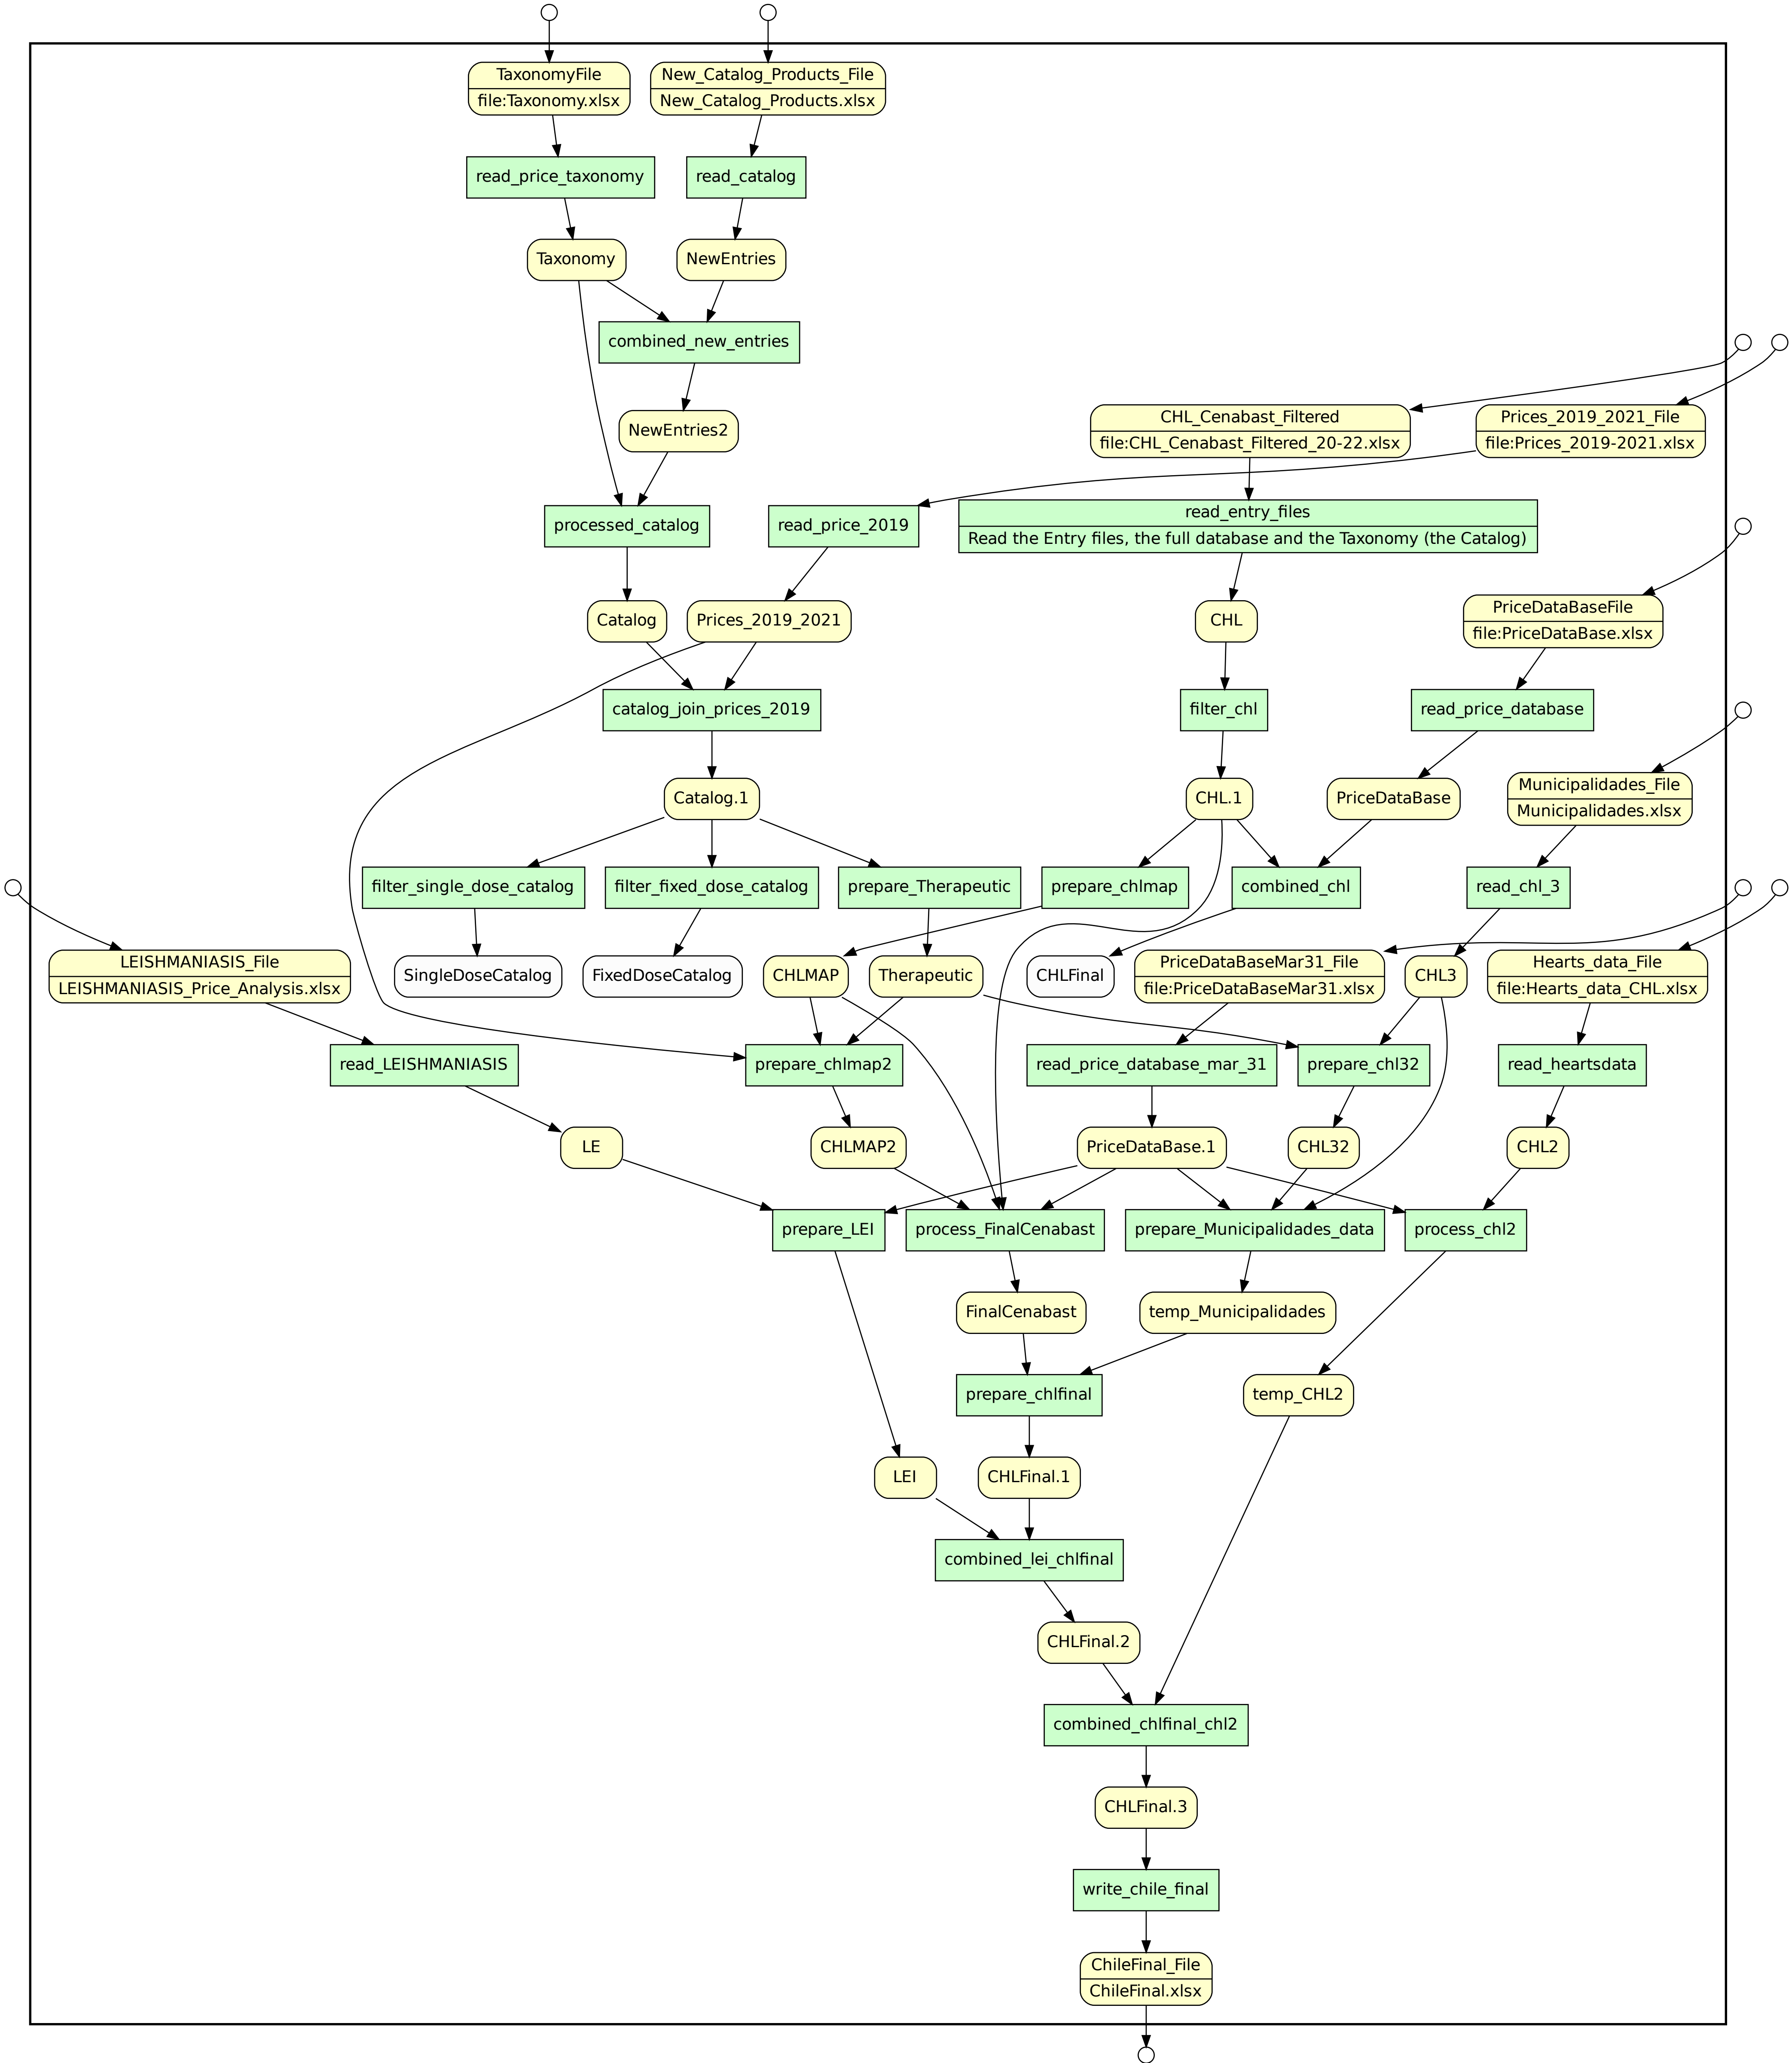 TaxonomyFile
file:Taxonomy.xlsx
New_Catalog_Products_File
New_Catalog_Products.xlsx
read_price_taxonomy
read_catalog
Taxonomy
NewEntries
combined_new_entries
NewEntries2
CHL_Cenabast_Filtered
file:CHL_Cenabast_Filtered_20-22.xlsx
Prices_2019_2021_File
file:Prices_2019-2021.xlsx
processed_catalog
read_price_2019
read_entry_files
Read the Entry files, the full database and the Taxonomy (the Catalog)
Catalog
Prices_2019_2021
CHL
PriceDataBaseFile
file:PriceDataBase.xlsx
catalog_join_prices_2019
filter_chl
read_price_database
Catalog.1
CHL.1
PriceDataBase
Municipalidades_File
Municipalidades.xlsx
filter_single_dose_catalog
filter_fixed_dose_catalog
prepare_Therapeutic
prepare_chlmap
combined_chl
read_chl_3
LEISHMANIASIS_File
LEISHMANIASIS_Price_Analysis.xlsx
SingleDoseCatalog
FixedDoseCatalog
CHLMAP
Therapeutic
CHLFinal
PriceDataBaseMar31_File
file:PriceDataBaseMar31.xlsx
CHL3
Hearts_data_File
file:Hearts_data_CHL.xlsx
read_LEISHMANIASIS
prepare_chlmap2
read_price_database_mar_31
prepare_chl32
read_heartsdata
LE
CHLMAP2
PriceDataBase.1
CHL32
CHL2
prepare_LEI
process_FinalCenabast
prepare_Municipalidades_data
process_chl2
FinalCenabast
temp_Municipalidades
prepare_chlfinal
temp_CHL2
LEI
CHLFinal.1
combined_lei_chlfinal
CHLFinal.2
combined_chlfinal_chl2
CHLFinal.3
write_chile_final
ChileFinal_File
ChileFinal.xlsx